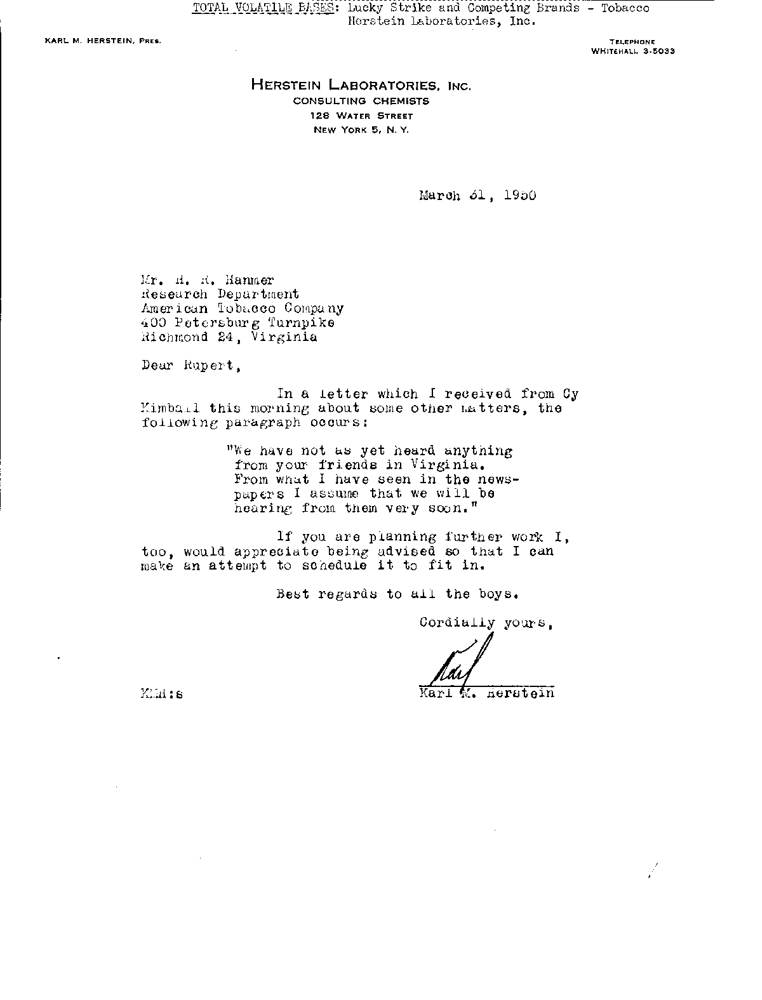 TOTAL VOLATILE BASES: Lucky Strike and Competing Brands - Tobacco
Herstein Laboratories, Inc.
KARL M. HERSTEIN, PRES.
TELEPHONE
WHITEHALL 3-5033
HERSTEIN LABORATORIES, INC.
CONSULTING CHEMISTS
128 WATER STREET
NEW YORK 5, N. Y.
March 31, 1950
Mr. H. R. Hanmer
Research Department
American Tobacco Company
400 Petersburg Turnpike
Richmond 24, Virginia
Dear Rupert,
In a letter which I received from Cy
Kimball this morning about some other matters, the
following paragraph occurs:
"We have not as yet heard anything
from your friends in Virginia.
From what I have seen in the news-
papers I assume that we will be
hearing from them very soon."
If you are planning further work I,
too, would appreciate being advised so that I can
make an attempt to schedule it to fit in.
Best regards to all the boys.
Cordially yours,
Karl
Karl M. Herstein
KMH:s